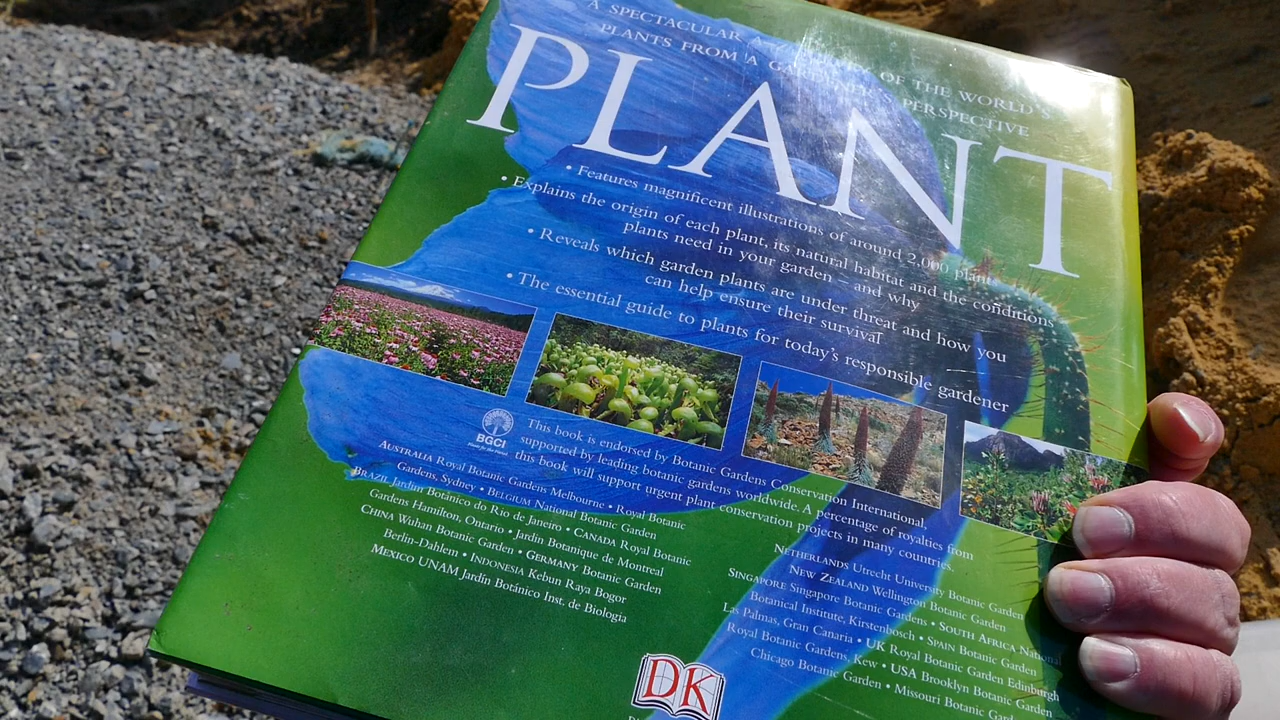 A SPECTACULAR A OF THE WORLD'S
PLANTS FROM A GARDENER'S PERSPECTIVE
PLANT
• Features magnificent illustrations of around 2,000 plants
• Explains the origin of each plant, its natural habitat and the conditions
plants need in your garden – and why
• Reveals which garden plants are under threat and how you
can help ensure their survival
• The essential guide to plants for today's responsible gardener
BGCI
This book is endorsed by Botanic Gardens Conservation International,
supported by leading botanic gardens worldwide. A percentage of royalties from
this book will support urgent plant conservation projects in many countries.
AUSTRALIA Royal Botanic Gardens Melbourne • Royal Botanic
Gardens, Sydney • BELGIUM National Botanic Garden
BRAZIL Jardim Botânico do Rio de Janeiro • CANADA Royal Botanic
Gardens Hamilton, Ontario • Jardin Botanique de Montreal
CHINA Wuhan Botanic Garden • GERMANY Botanic Garden
Berlin-Dahlem • INDONESIA Kebun Raya Bogor
MEXICO UNAM Jardín Botánico Inst. de Biologia
NETHERLANDS Utrecht University Botanic Garden
NEW ZEALAND Wellington Botanic Garden
SINGAPORE Singapore Botanic Gardens • SOUTH AFRICA National
Botanical Institute, Kirstenbosch • SPAIN Botanic Garden
Las Palmas, Gran Canaria • UK Royal Botanic Garden Edinburgh
Royal Botanic Gardens, Kew • USA Brooklyn Botanic Garden
Chicago Botanic Garden • Missouri Botanic Garden
DK